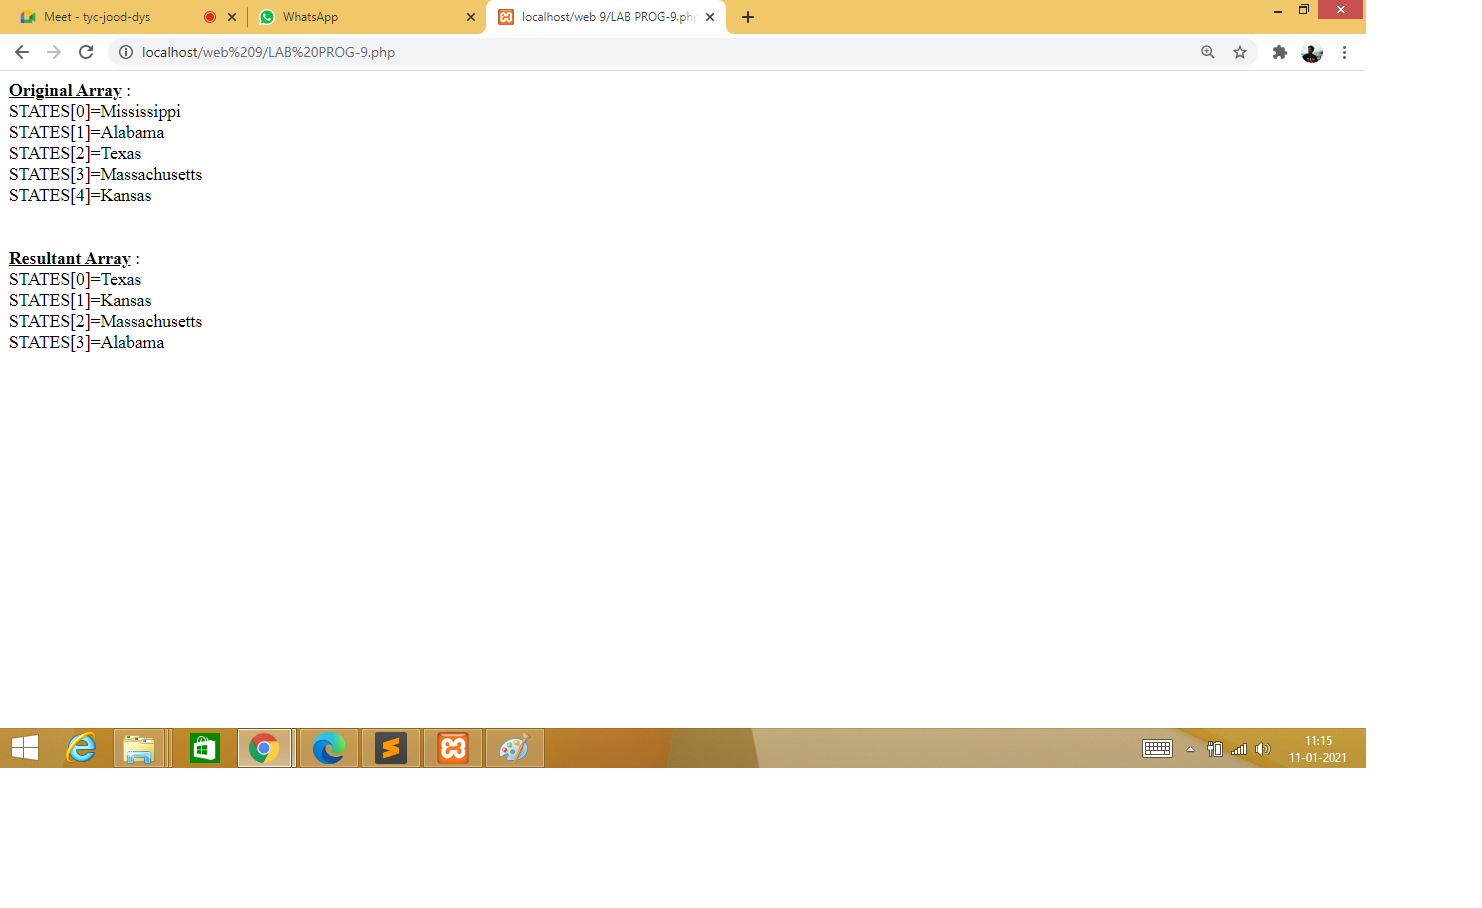 Meet - tyc-jood-dys
WhatsApp
localhost/web 9/LAB PROG-9.ph
localhost/web%209/LAB%20PROG-9.php
Original Array :
STATES[0]=Mississippi
STATES[1]=Alabama
STATES[2]=Texas
STATES[3]=Massachusetts
STATES[4]=Kansas
Resultant Array :
STATES[0]=Texas
STATES[1]=Kansas
STATES[2]=Massachusetts
STATES[3]=Alabama
11:15
11-01-2021